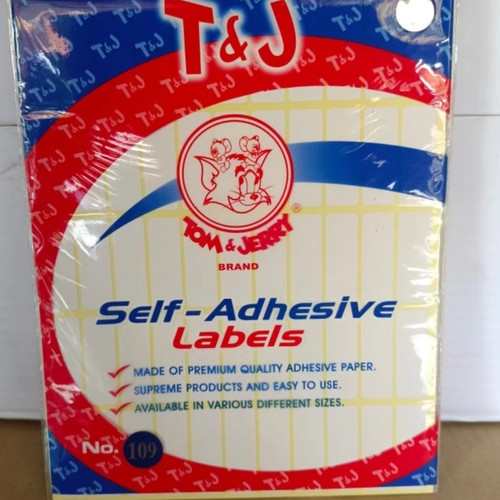 T&J
TOM & JERRY ®
BRAND
Self-Adhesive
Labels
MADE OF PREMIUM QUALITY ADHESIVE PAPER.
SUPREME PRODUCTS AND EASY TO USE.
AVAILABLE IN VARIOUS DIFFERENT SIZES.
No. 109
T&J